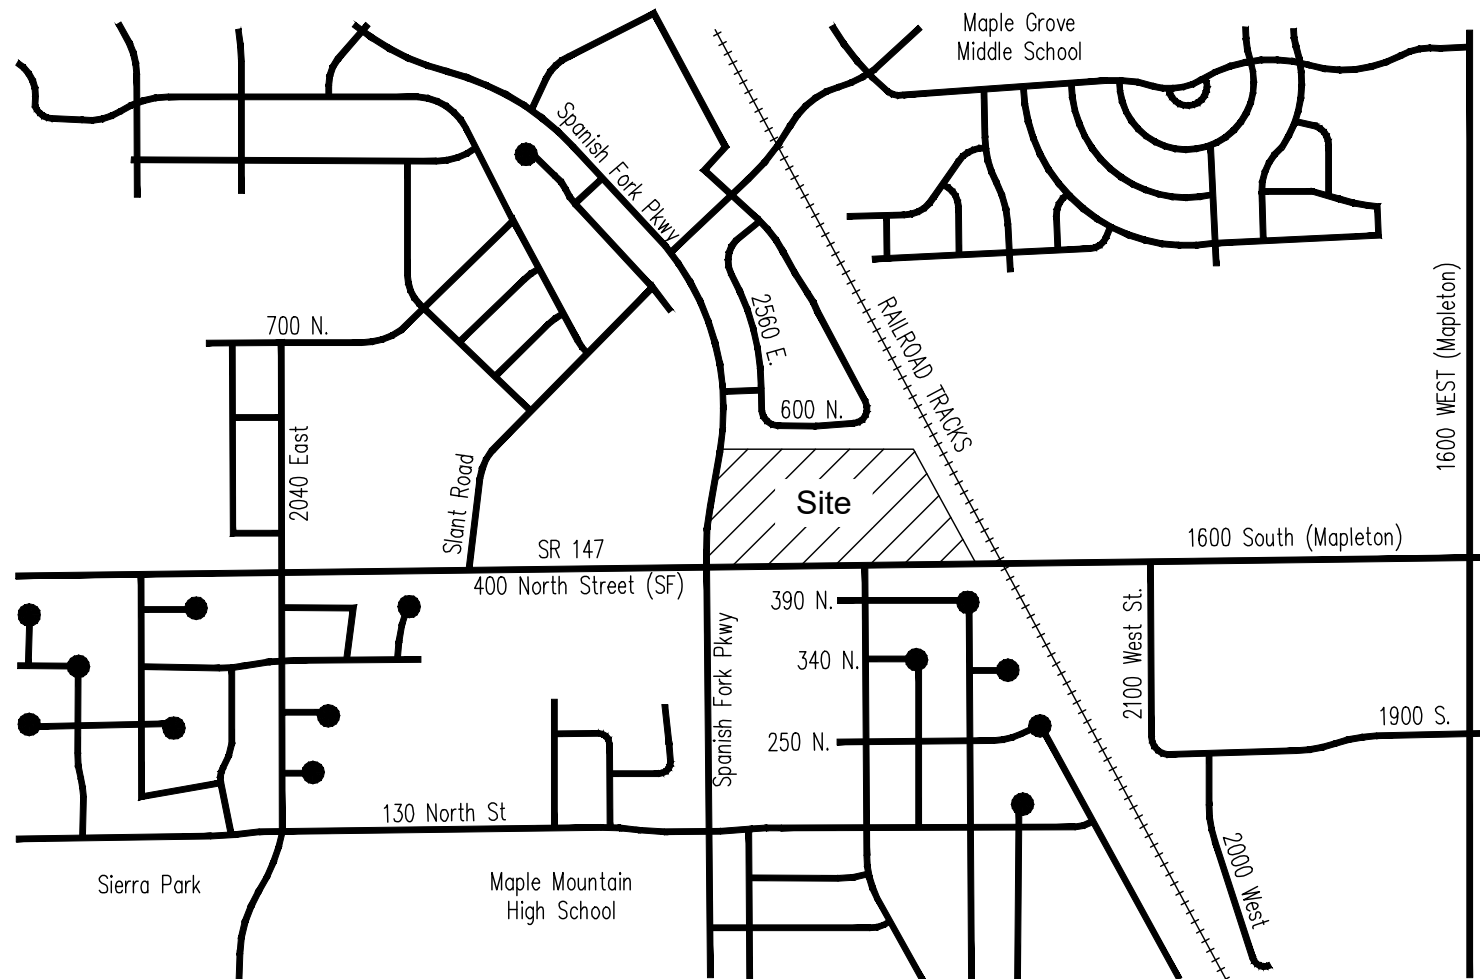 Maple Grove
Middle School
Spanish Fork Pkwy
2560 E.
RAILROAD TRACKS
1600 WEST (Mapleton)
700 N.
600 N.
2040 East
Slant Road
Site
SR 147
1600 South (Mapleton)
400 North Street (SF)
390 N.
340 N.
250 N.
Spanish Fork Pkwy
2100 West St.
1900 S.
130 North St
2000 West
Sierra Park
Maple Mountain
High School